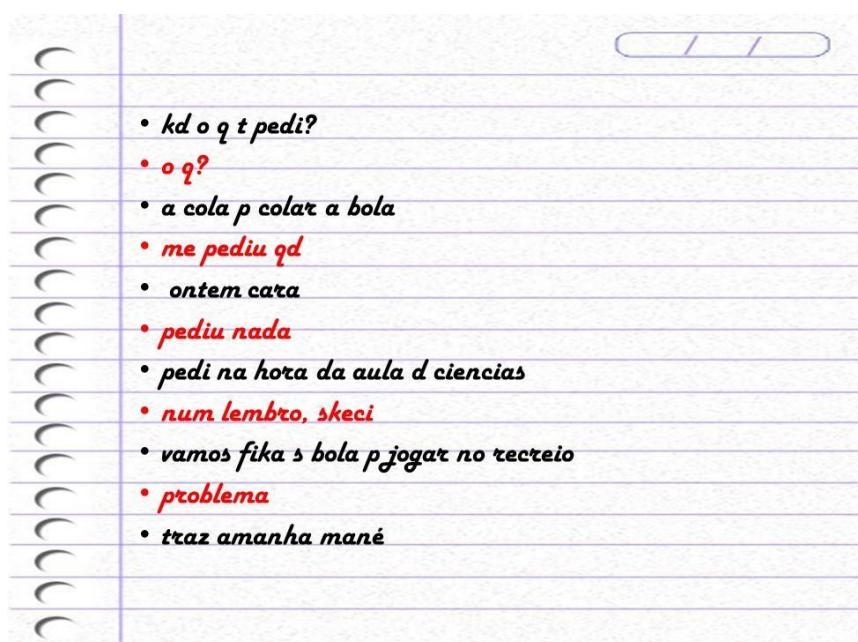 • kd o q t pedi?
• o q?
• a cola p colar a bola
• me pediu qd
• ontem cara
• pediu nada
• pedi na hora da aula d ciencias
• num lembro, skeci
• vamos fika s bola p jogar no recreio
• problema
• traz amanha mané